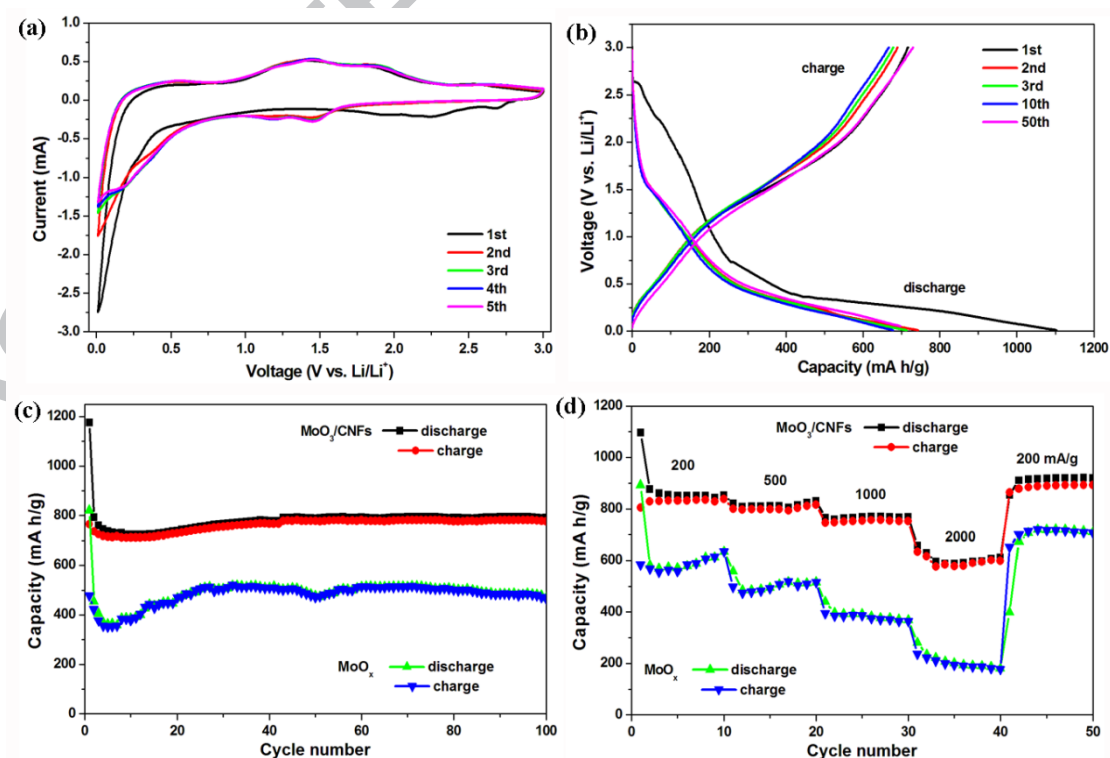 (a)
1.0
0.5
0.0
-0.5
-1.0
-1.5
-2.0
-2.5
-3.0
Current (mA)
1st
2nd
3rd
4th
5th
0.0 0.5 1.0 1.5 2.0 2.5 3.0
Voltage (V vs. Li/Li⁺)
(b)
3.0
2.5
2.0
1.5
1.0
0.5
0.0
Voltage (V vs. Li/Li⁺)
charge
discharge
1st
2nd
3rd
10th
50th
0 200 400 600 800 1000 1200
Capacity (mA h/g)
(c)
1200
1000
800
600
400
200
0
Capacity (mA h/g)
MoO₃/CNFs discharge
charge
MoOₓ discharge
charge
0 20 40 60 80 100
Cycle number
(d)
1200
1000
800
600
400
200
0
Capacity (mA h/g)
MoO₃/CNFs discharge
charge
200
500
1000
2000
200 mA/g
MoOₓ discharge
charge
0 10 20 30 40 50
Cycle number